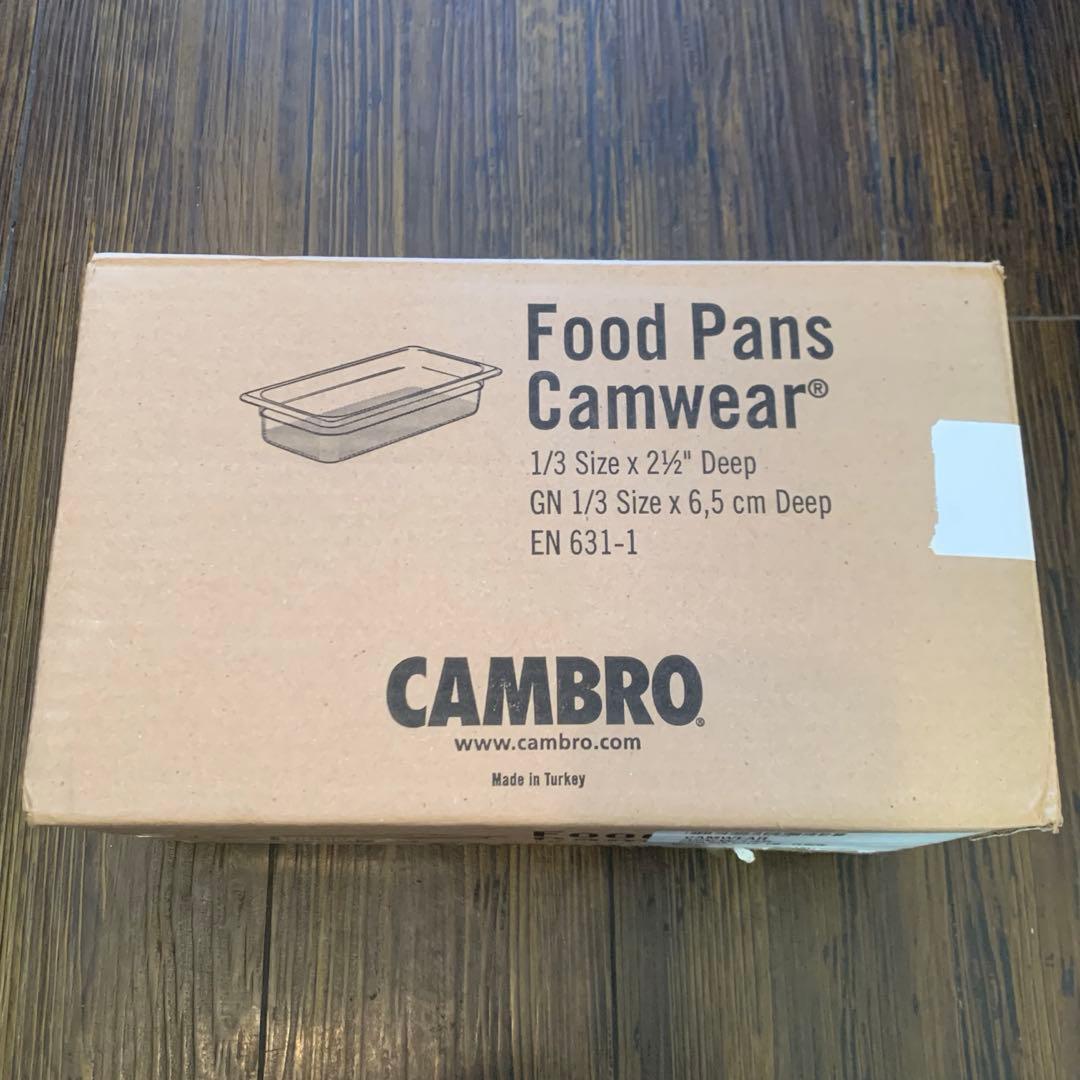 Food Pans
Camwear®
1/3 Size x 2½" Deep
GN 1/3 Size x 6,5 cm Deep
EN 631-1
CAMBRO®
www.cambro.com
Made in Turkey
CAMWEAR